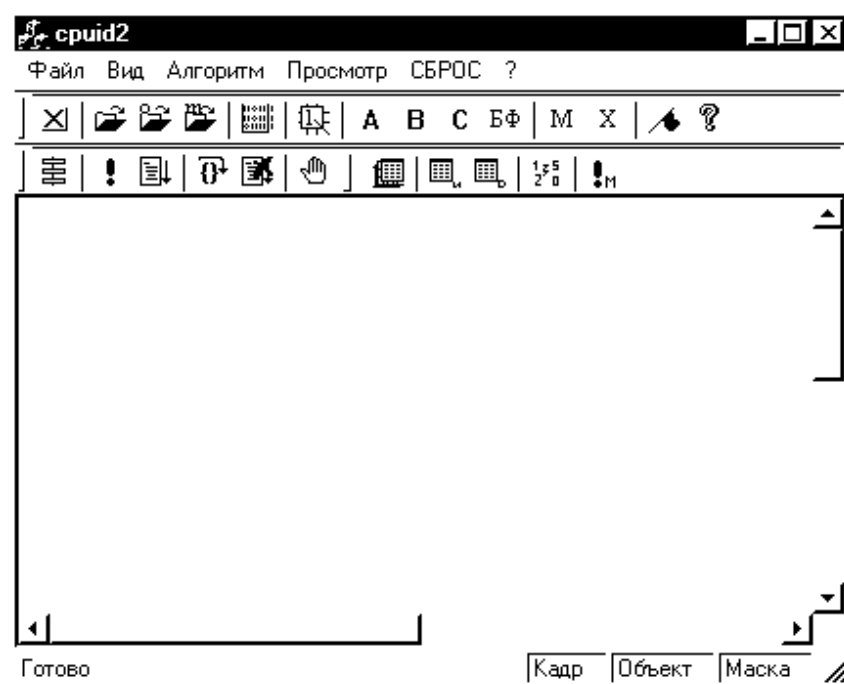 cpuid2
Файл Вид Алгоритм Просмотр СБРОС ?
А В С БФ М Х
М
Готово Кадр Объект Маска